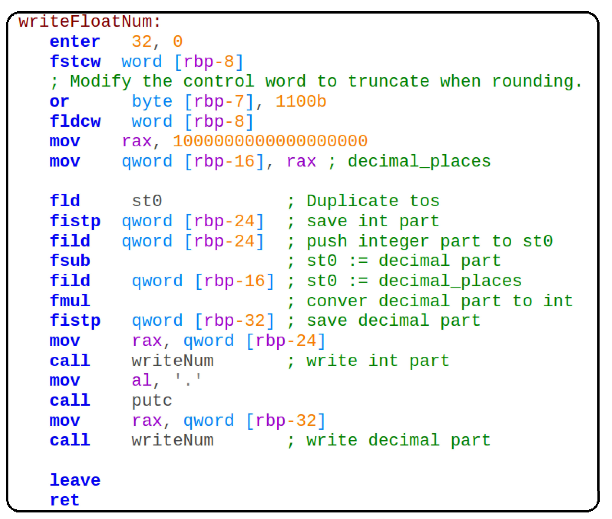 writeFloatNum:
enter 32, 0
fstcw word [rbp-8]
; Modify the control word to truncate when rounding.
or byte [rbp-7], 1100b
fldcw word [rbp-8]
mov rax, 1000000000000000000
mov qword [rbp-16], rax ; decimal_places
fld st0 ; Duplicate tos
fistp qword [rbp-24] ; save int part
fild qword [rbp-24] ; push integer part to st0
fsub ; st0 := decimal part
fild qword [rbp-16] ; st0 := decimal_places
fmul ; conver decimal part to int
fistp qword [rbp-32] ; save decimal part
mov rax, qword [rbp-24]
call writeNum ; write int part
mov al, '.'
call putc
mov rax, qword [rbp-32]
call writeNum ; write decimal part
leave
ret